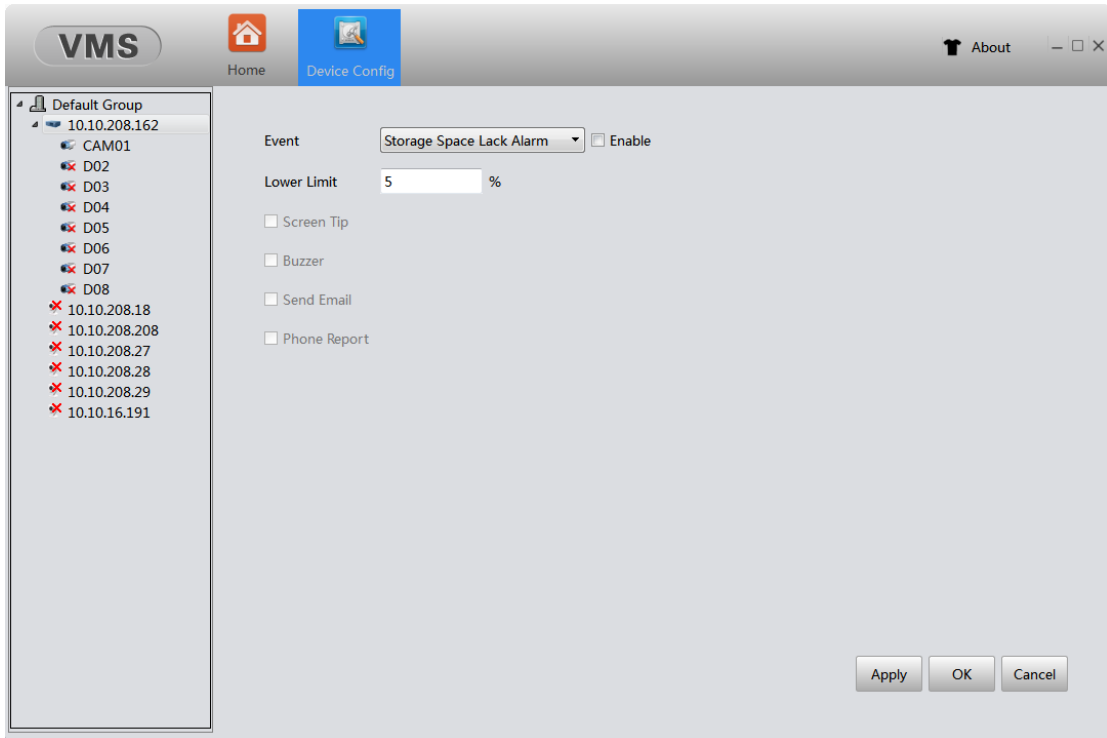 VMS
Home
Device Config
About
Default Group
10.10.208.162
CAM01
D02
D03
D04
D05
D06
D07
D08
10.10.208.18
10.10.208.208
10.10.208.27
10.10.208.28
10.10.208.29
10.10.16.191
Event Storage Space Lack Alarm Enable
Lower Limit 5 %
Screen Tip
Buzzer
Send Email
Phone Report
Apply OK Cancel